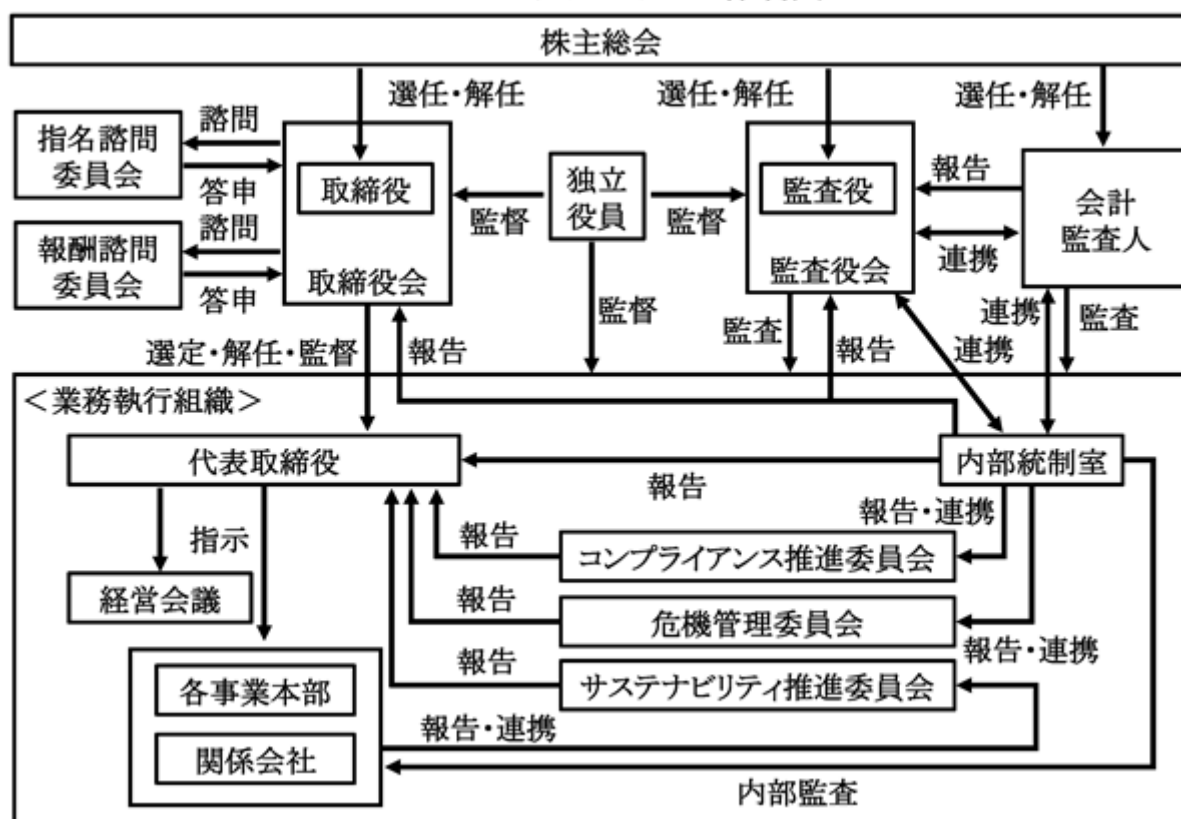 株主総会
選任・解任
選任・解任
選任・解任
指名諮問
委員会
諮問
答申
報酬諮問
委員会
諮問
答申
取締役
取締役会
監督
独立
役員
監督
監督
監査役
監査役会
報告
連携
会計
監査人
選定・解任・監督
報告
監査
報告
連携
連携
監査
＜業務執行組織＞
代表取締役
報告
内部統制室
指示
経営会議
報告
コンプライアンス推進委員会
報告・連携
報告
危機管理委員会
報告・連携
報告
サステナビリティ推進委員会
各事業本部
関係会社
報告・連携
内部監査